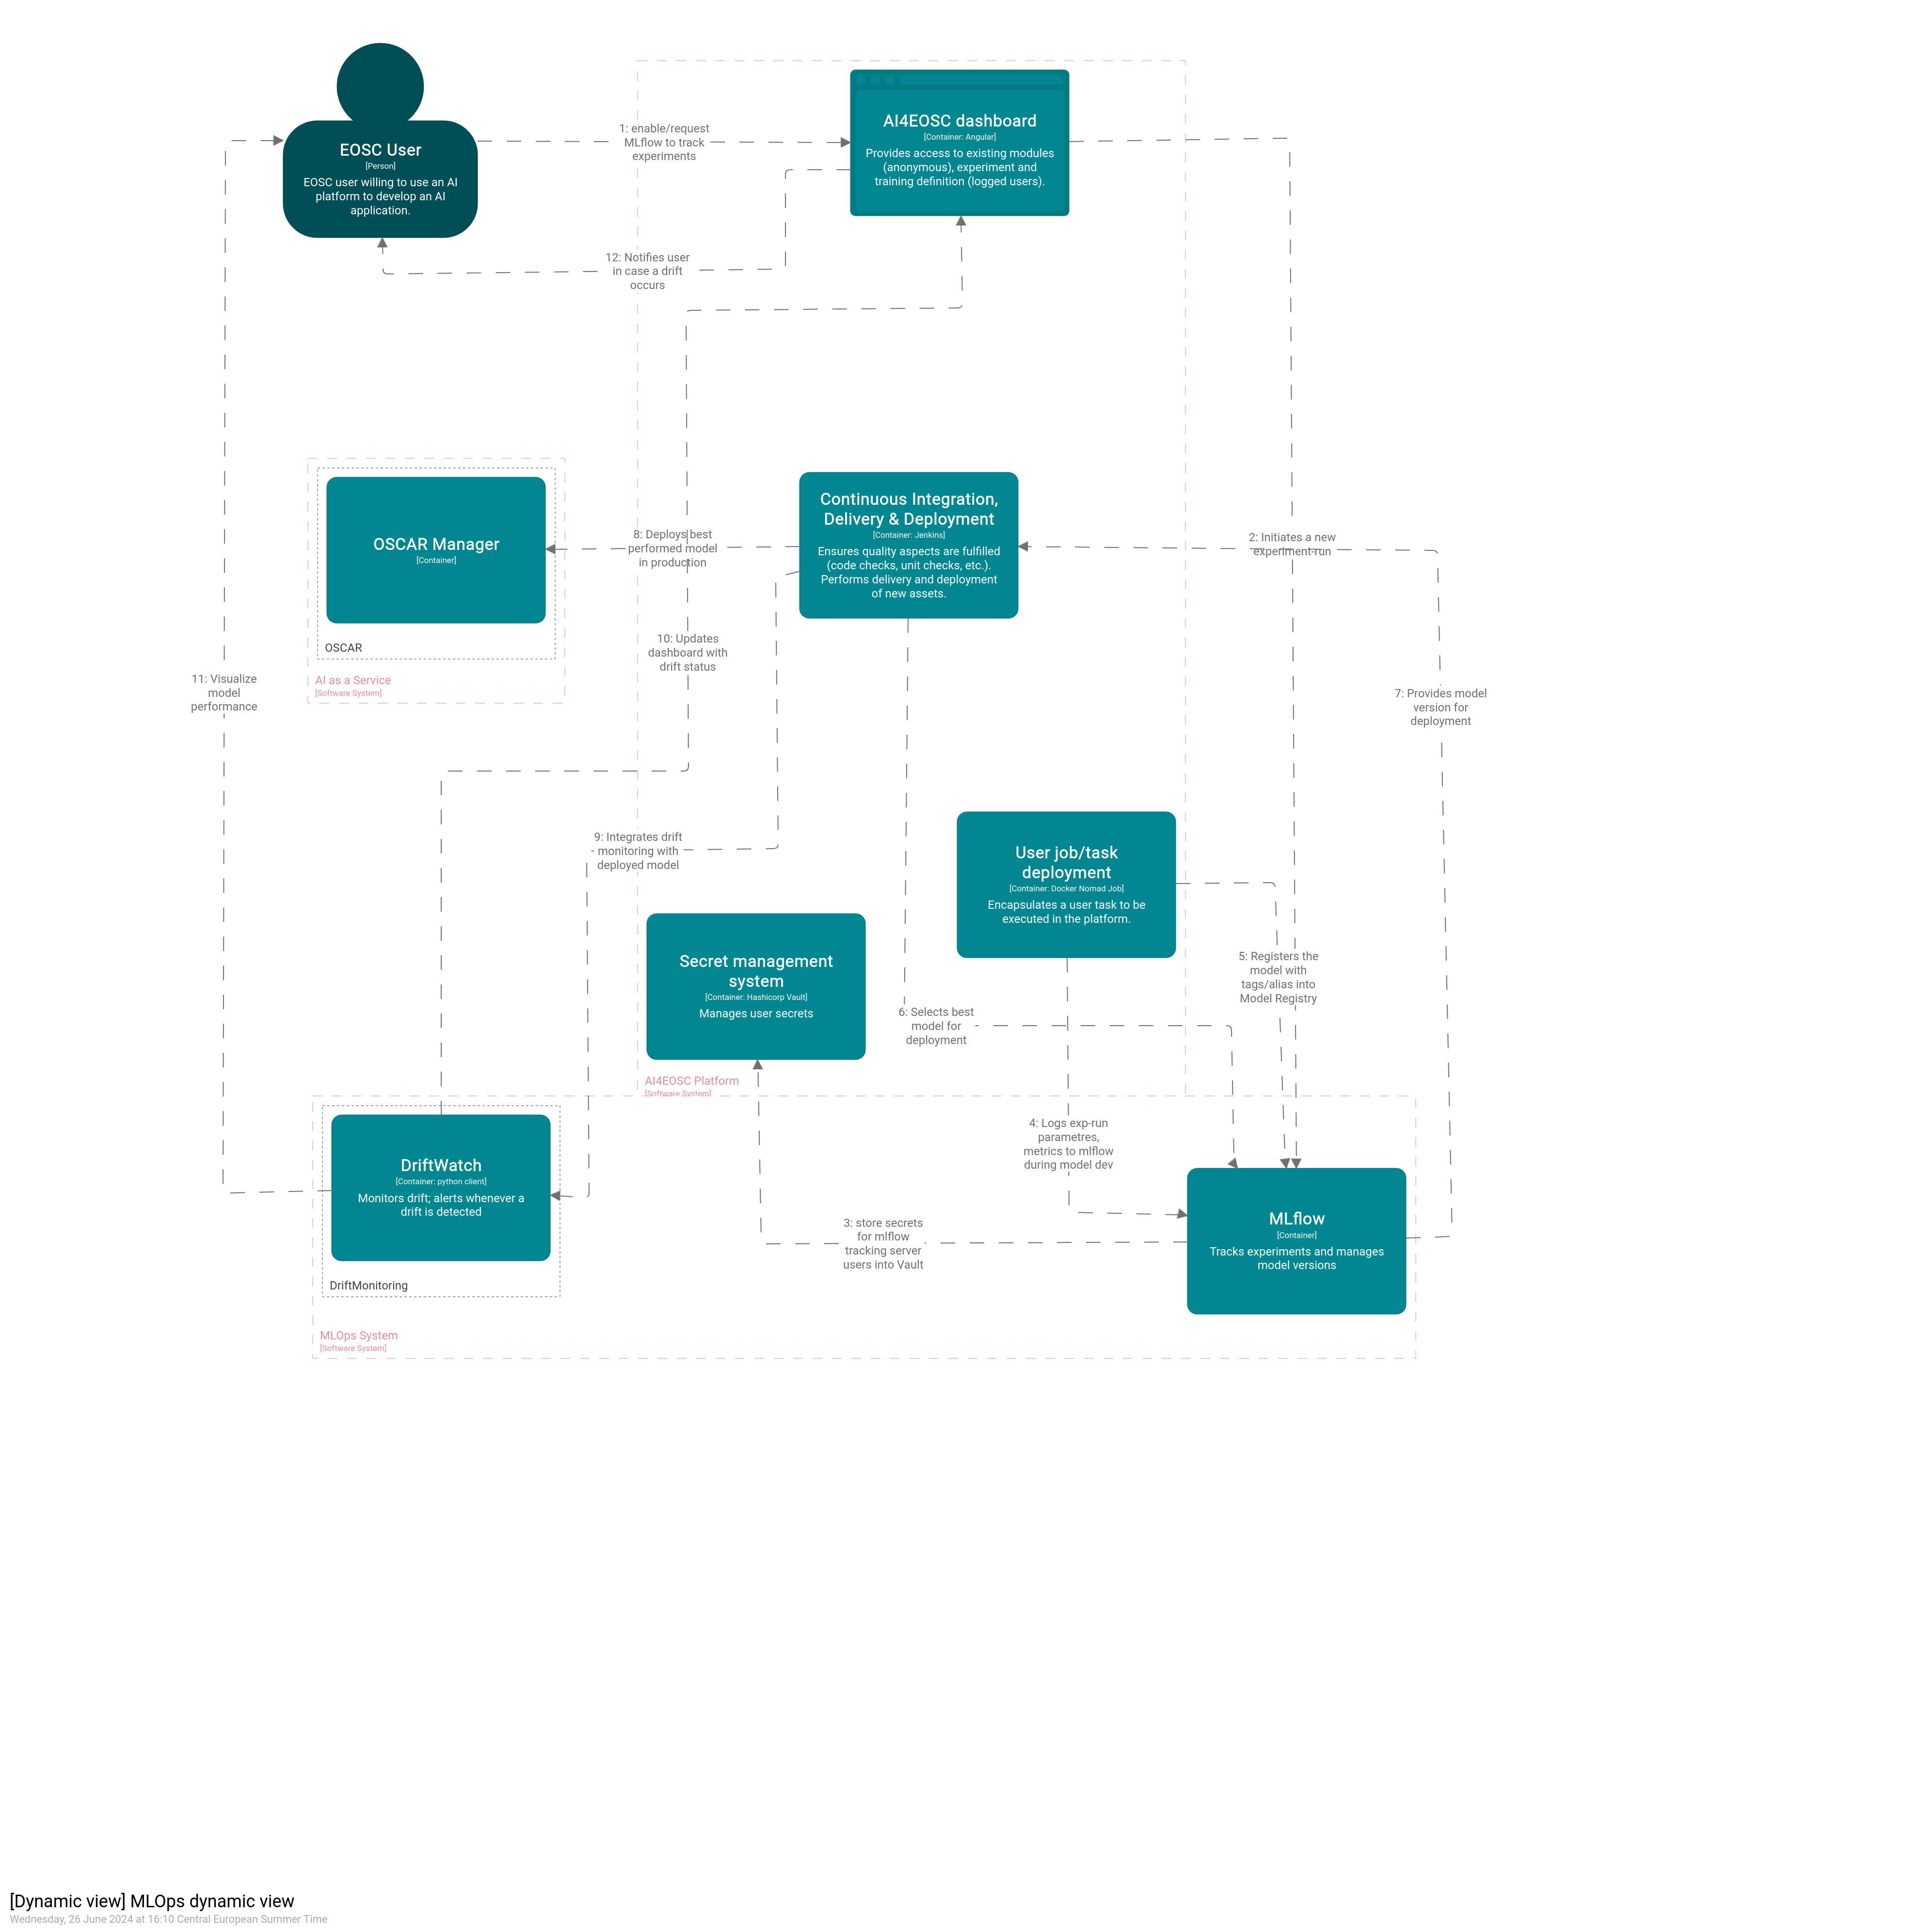 EOSC User
[Person]
EOSC user willing to use an AI
platform to develop an AI
application.
1: enable/request
MLflow to track
experiments
AI4EOSC dashboard
[Container: Angular]
Provides access to existing modules
(anonymous), experiment and
training definition (logged users).
12: Notifies user
in case a drift
occurs
OSCAR Manager
[Container]
OSCAR
AI as a Service
[Software System]
8: Deploys best
performed model
in production
Continuous Integration,
Delivery & Deployment
[Container: Jenkins]
Ensures quality aspects are fulfilled
(code checks, unit checks, etc.).
Performs delivery and deployment
of new assets.
2: Initiates a new
experiment run
10: Updates
dashboard with
drift status
11: Visualize
model
performance
7: Provides model
version for
deployment
9: Integrates drift
monitoring with
deployed model
User job/task
deployment
[Container: Docker Nomad Job]
Encapsulates a user task to be
executed in the platform.
Secret management
system
[Container: Hashicorp Vault]
Manages user secrets
5: Registers the
model with
tags/alias into
Model Registry
6: Selects best
model for
deployment
AI4EOSC Platform
[Software System]
4: Logs exp-run
parametres,
metrics to mlflow
during model dev
DriftWatch
[Container: python client]
Monitors drift; alerts whenever a
drift is detected
DriftMonitoring
3: store secrets
for mlflow
tracking server
users into Vault
MLflow
[Container]
Tracks experiments and manages
model versions
MLOps System
[Software System]
[Dynamic view] MLOps dynamic view
Wednesday, 26 June 2024 at 16:10 Central European Summer Time